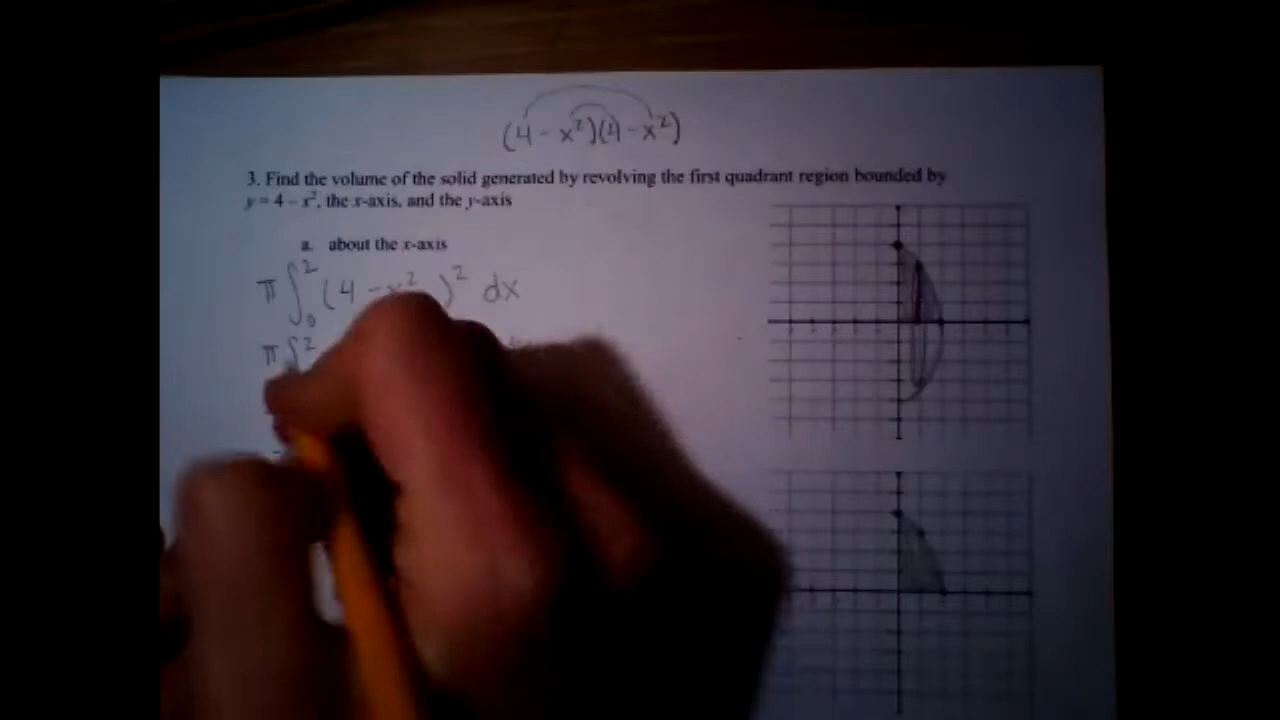 (4 - x²)(4 - x²)
3. Find the volume of the solid generated by revolving the first quadrant region bounded by
y = 4 – x², the x-axis, and the y-axis
a. about the x-axis
π ∫₀² (4 - x² )² dx
π ∫²